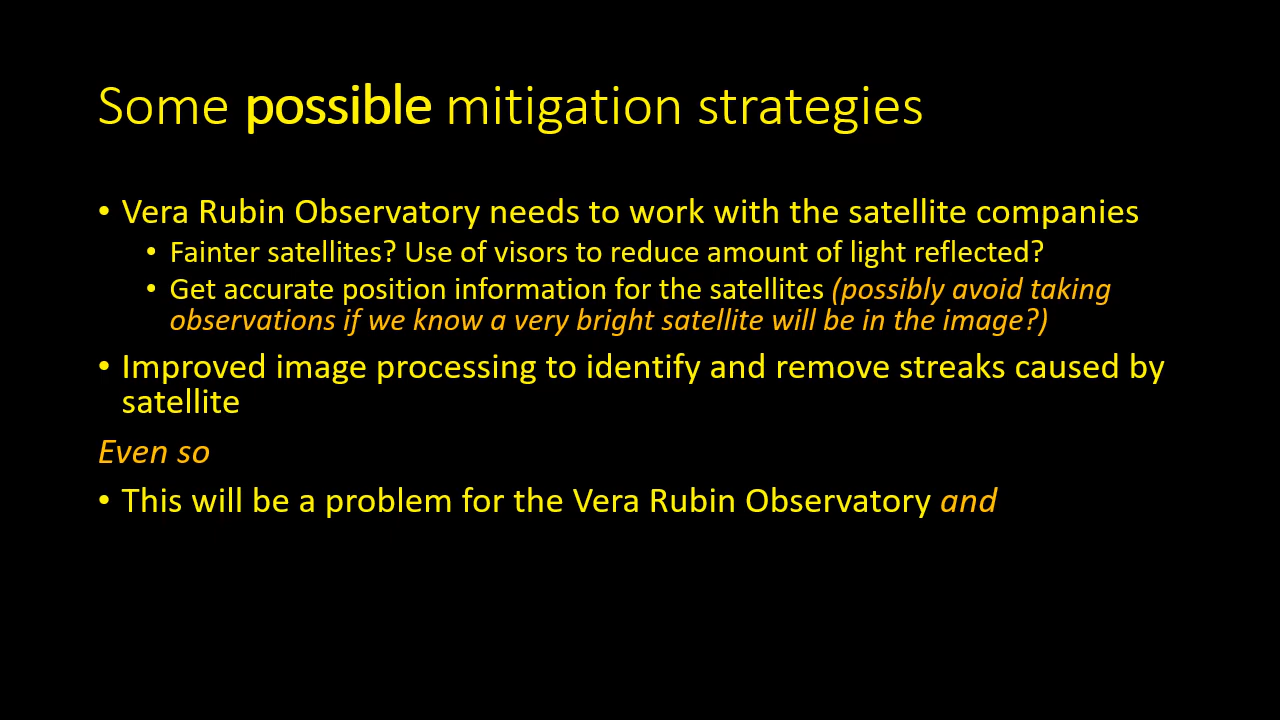 Some possible mitigation strategies
• Vera Rubin Observatory needs to work with the satellite companies
• Fainter satellites? Use of visors to reduce amount of light reflected?
• Get accurate position information for the satellites (possibly avoid taking
observations if we know a very bright satellite will be in the image?)
• Improved image processing to identify and remove streaks caused by
satellite
Even so
• This will be a problem for the Vera Rubin Observatory and